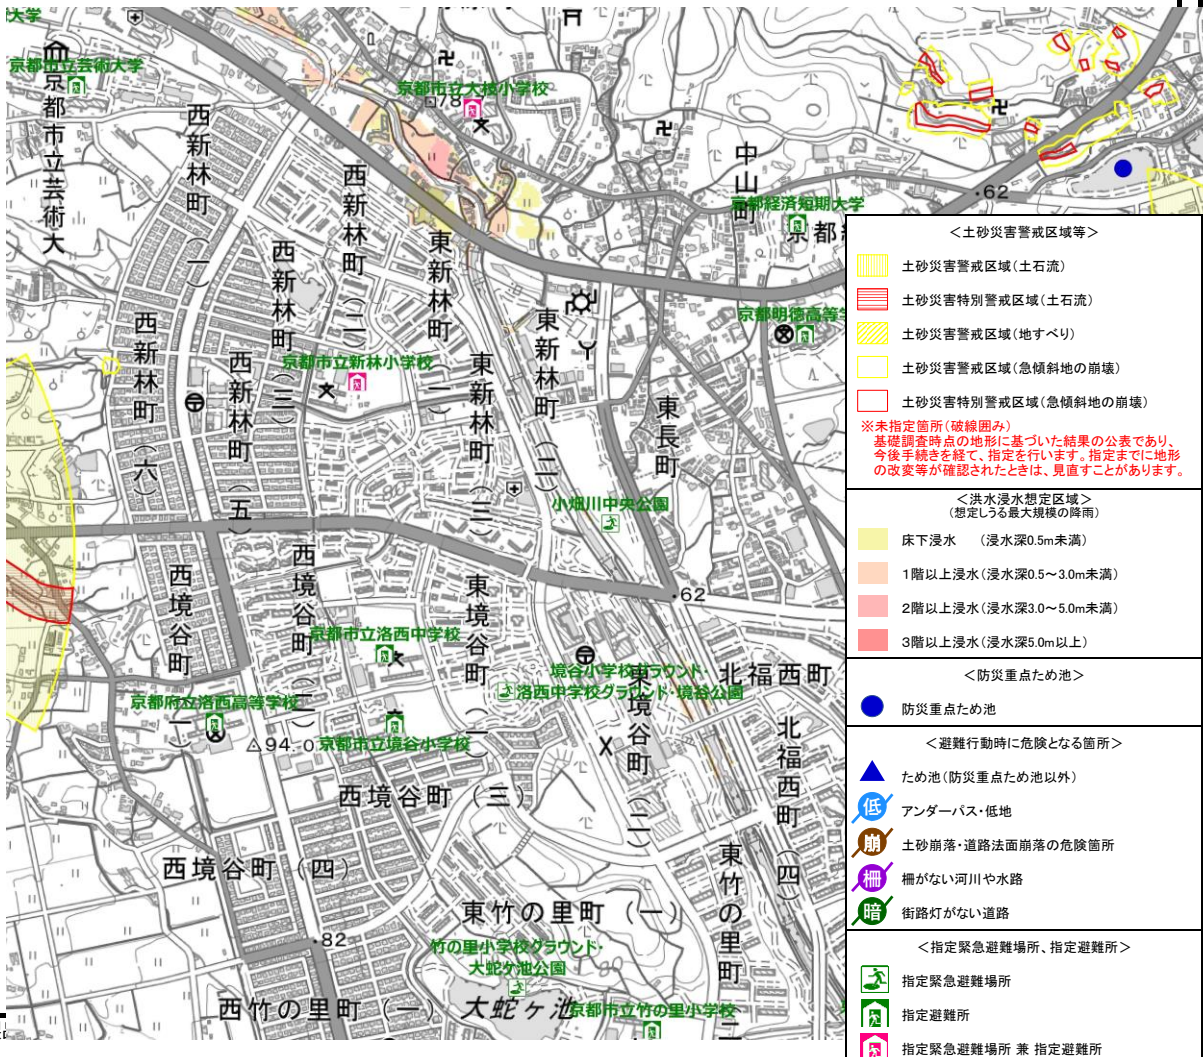 大学
京都市立芸術大学
京都市立芸術大
京都市立大枝小学校
78
西新林町（一）
西新林町（二）
西新林町（三）
東新林町（一）
東新林町（二）
東新林町（三）
西新林町（五）
西新林町（六）
中山町
京都経済短期大学
京都経
62
京都明徳高等学
京都市立新林小学校
東長町
小畑川中央公園
62
西境谷町（一）
西境谷町（二）
東境谷町（一）
京都市立洛西中学校
境谷小学校グラウンド・
洛西中学校グラウンド・境谷公園
北福西町
北福西町（四）
京都府立洛西高等学校
94.0
京都市立境谷小学校
東境谷町（二）
西境谷町（三）
西境谷町（四）
82
東竹の里町（一）
東竹の里町
竹の里小学校グラウンド・
大蛇ケ池公園
西竹の里町（一）
大蛇ケ池
京都市立竹の里小学校
＜土砂災害警戒区域等＞
土砂災害警戒区域（土石流）
土砂災害特別警戒区域（土石流）
土砂災害警戒区域（地すべり）
土砂災害警戒区域（急傾斜地の崩壊）
土砂災害特別警戒区域（急傾斜地の崩壊）
※未指定箇所（破線囲み）
基礎調査時点の地形に基づいた結果の公表であり、
今後手続きを経て、指定を行います。指定までに地形
の改変等が確認されたときは、見直すことがあります。
＜洪水浸水想定区域＞
（想定しうる最大規模の降雨）
床下浸水　（浸水深0.5m未満）
1階以上浸水（浸水深0.5～3.0m未満）
2階以上浸水（浸水深3.0～5.0m未満）
3階以上浸水（浸水深5.0m以上）
＜防災重点ため池＞
防災重点ため池
＜避難行動時に危険となる箇所＞
ため池（防災重点ため池以外）
低 アンダーパス・低地
崩 土砂崩落・道路法面崩落の危険箇所
柵 柵がない河川や水路
暗 街路灯がない道路
＜指定緊急避難場所、指定避難所＞
指定緊急避難場所
指定避難所
指定緊急避難場所 兼 指定避難所